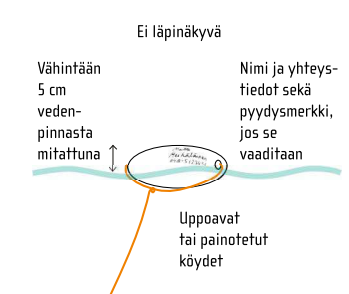 Ei läpinäkyvä
Vähintään
5 cm
veden-
pinnasta
mitattuna
Nimi ja yhteys-
tiedot sekä
pyydysmerkki,
jos se
vaaditaan
Uppoavat
tai painotetut
köydet